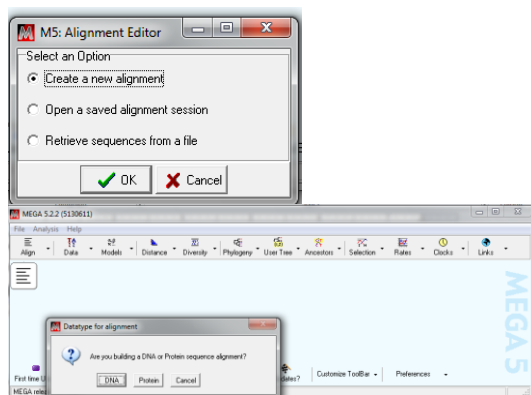 M5: Alignment Editor
Select an Option
Create a new alignment
Open a saved alignment session
Retrieve sequences from a file
OK Cancel
MEGA 5.2.2 (5130611)
File Analysis Help
Align Data Models Distance Diversity Phylogeny User Tree Ancestors Selection Rates Clocks Links
MEGA 5
Datatype for alignment
Are you building a DNA or Protein sequence alignment?
DNA Protein Cancel
First time U dates? Customize ToolBar Preferences
MEGA relea